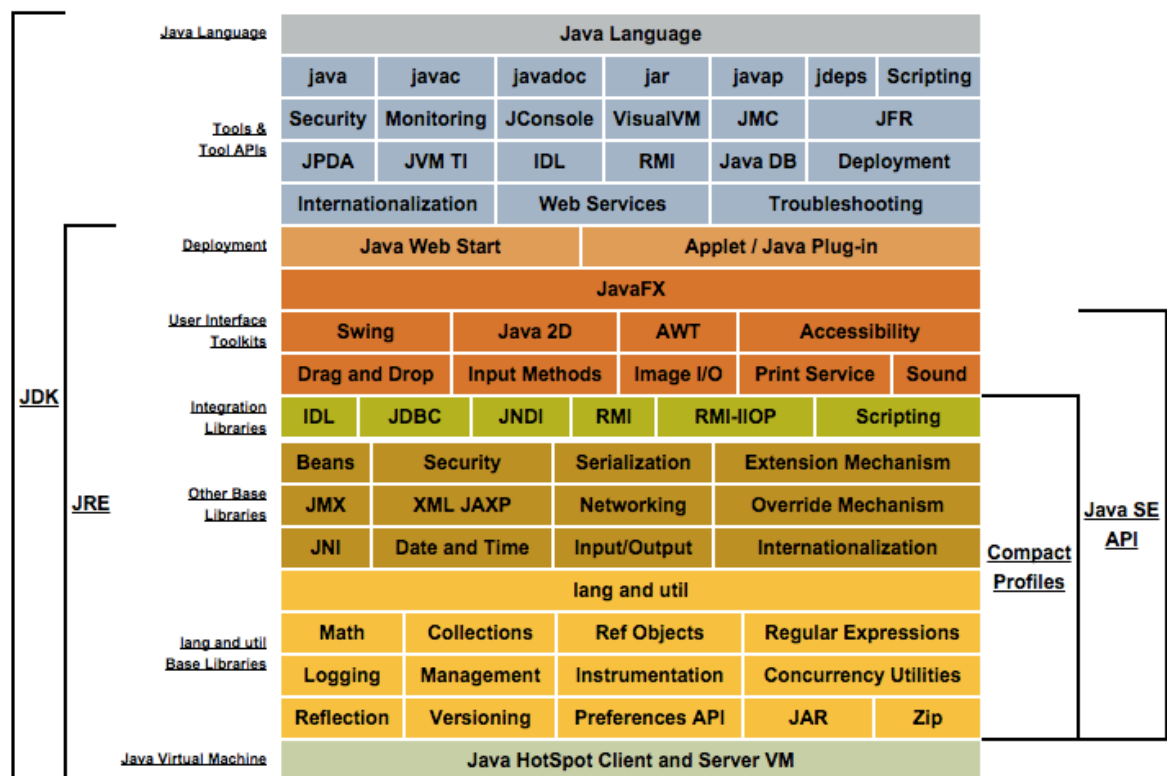 Java Language Java Language
java javac javadoc jar javap jdeps Scripting
Tools &
Tool APIs
Security Monitoring JConsole VisualVM JMC JFR
JPDA JVM TI IDL RMI Java DB Deployment
Internationalization Web Services Troubleshooting
Deployment Java Web Start Applet / Java Plug-in
JavaFX
User Interface
Toolkits
Swing Java 2D AWT Accessibility
Drag and Drop Input Methods Image I/O Print Service Sound
JDK
Integration
Libraries
IDL JDBC JNDI RMI RMI-IIOP Scripting
Beans Security Serialization Extension Mechanism
JRE
Other Base
Libraries
JMX XML JAXP Networking Override Mechanism
Java SE
API
JNI Date and Time Input/Output Internationalization
Compact
Profiles
lang and util
lang and util
Base Libraries
Math Collections Ref Objects Regular Expressions
Logging Management Instrumentation Concurrency Utilities
Reflection Versioning Preferences API JAR Zip
Java Virtual Machine Java HotSpot Client and Server VM